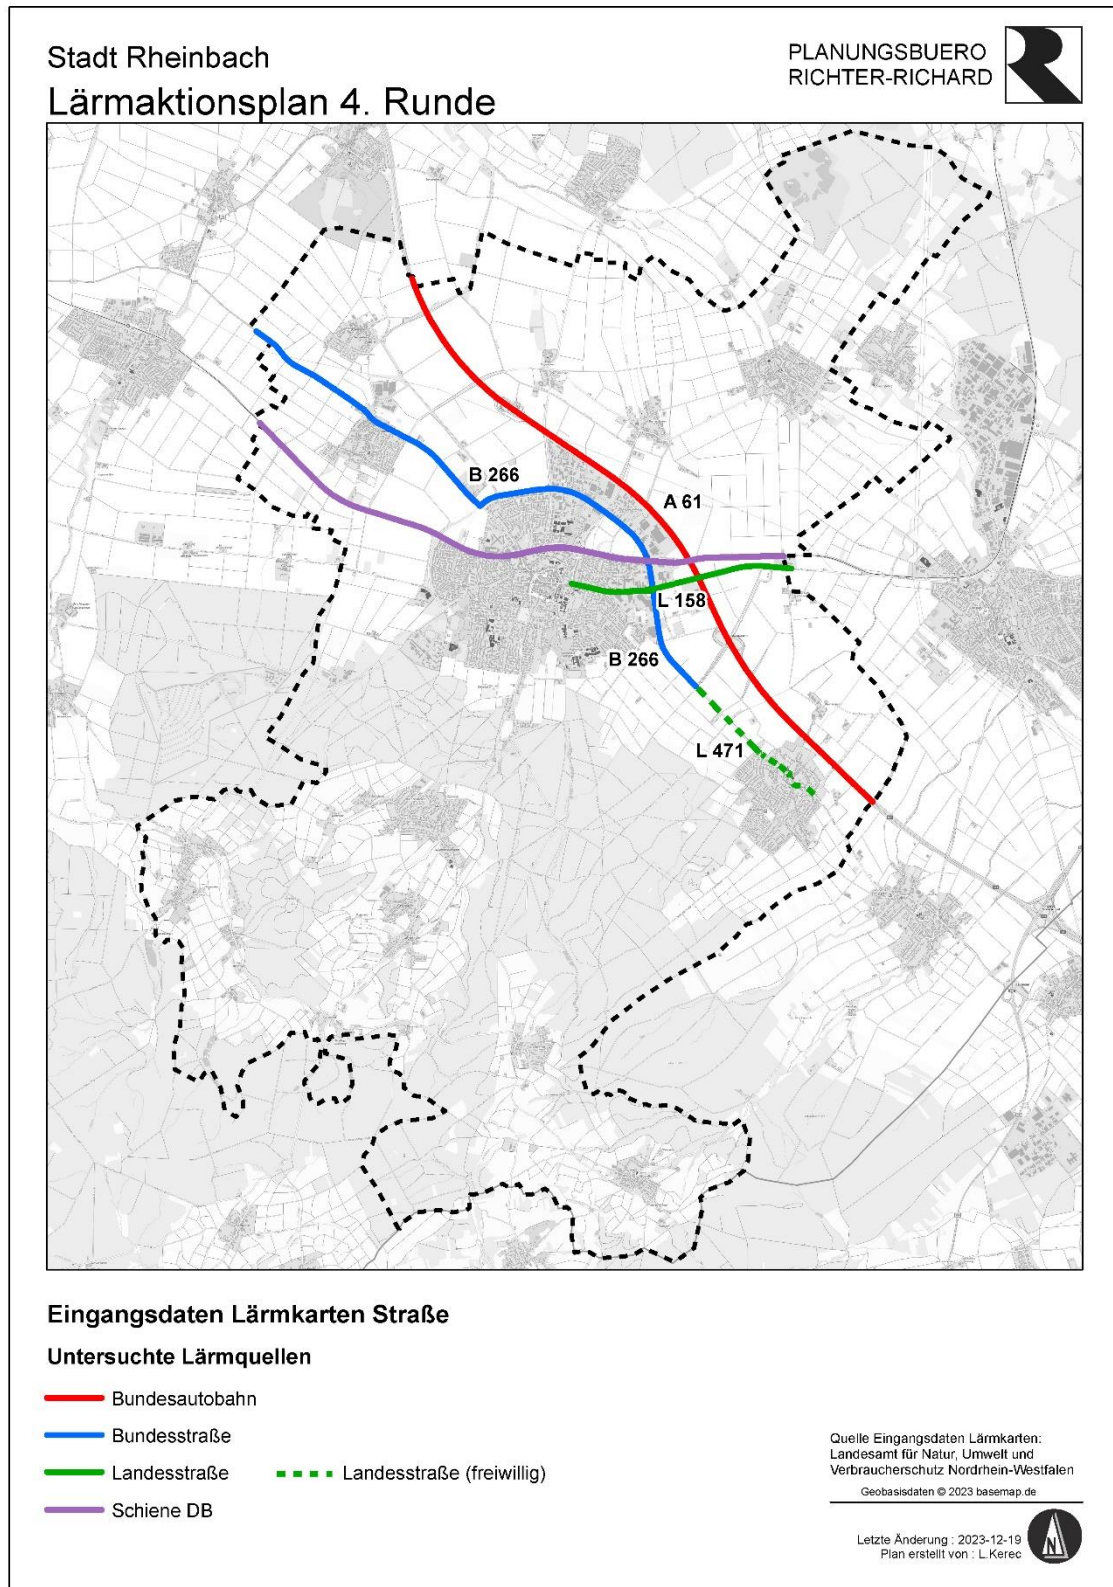 Stadt Rheinbach
Lärmaktionsplan 4. Runde
PLANUNGSBUERO
RICHTER-RICHARD
B 266
A 61
L 158
B 266
L 471
Eingangsdaten Lärmkarten Straße
Untersuchte Lärmquellen
Bundesautobahn
Bundesstraße
Landesstraße
Landesstraße (freiwillig)
Schiene DB
Quelle Eingangsdaten Lärmkarten:
Landesamt für Natur, Umwelt und
Verbraucherschutz Nordrhein-Westfalen
Geobasisdaten © 2023 basemap.de
Letzte Änderung : 2023-12-19
Plan erstellt von : L.Kerec
N